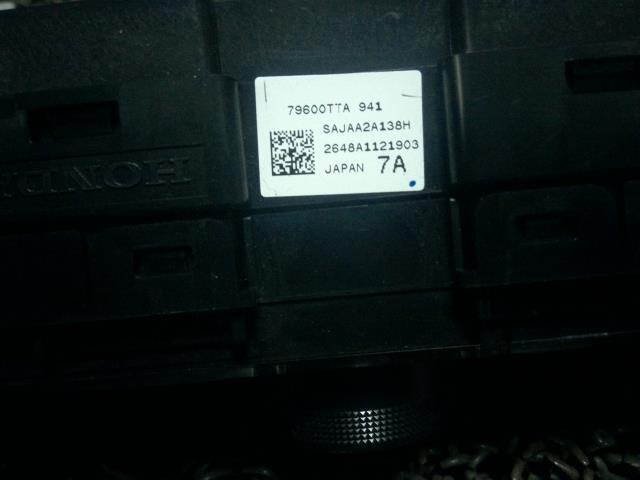 79600TTA 941
SAJAA2A138H
2648A1121903
JAPAN 7A
HONDA